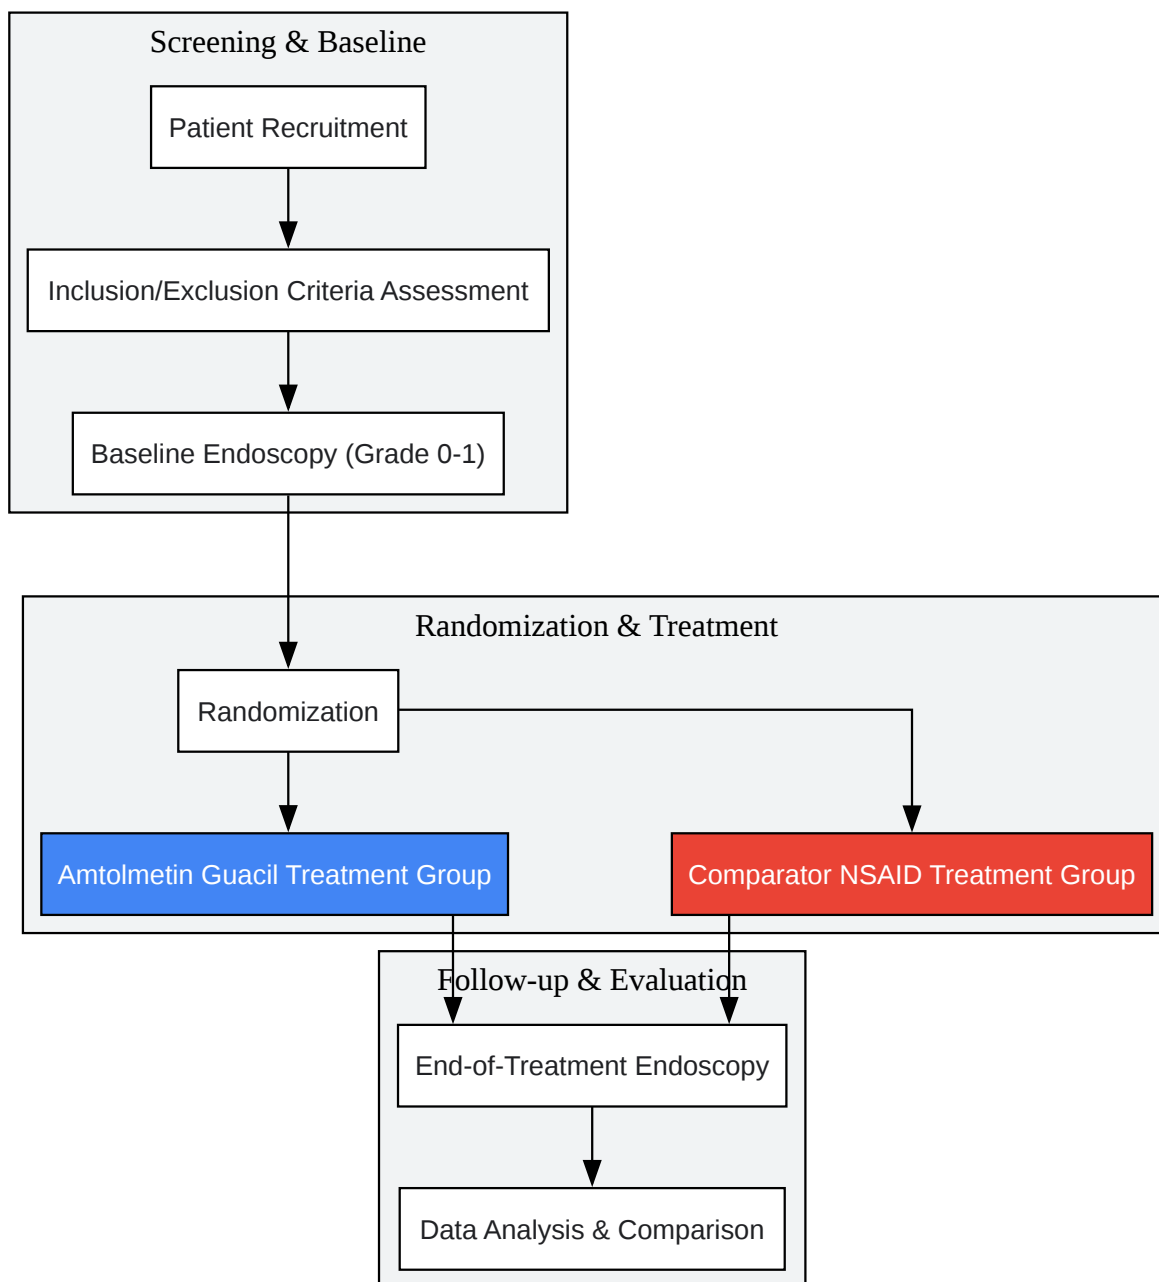 Screening & Baseline
Patient Recruitment
Inclusion/Exclusion Criteria Assessment
Baseline Endoscopy (Grade 0-1)
Randomization & Treatment
Randomization
Amtolmetin Guacil Treatment Group
Comparator NSAID Treatment Group
Follow-up & Evaluation
End-of-Treatment Endoscopy
Data Analysis & Comparison